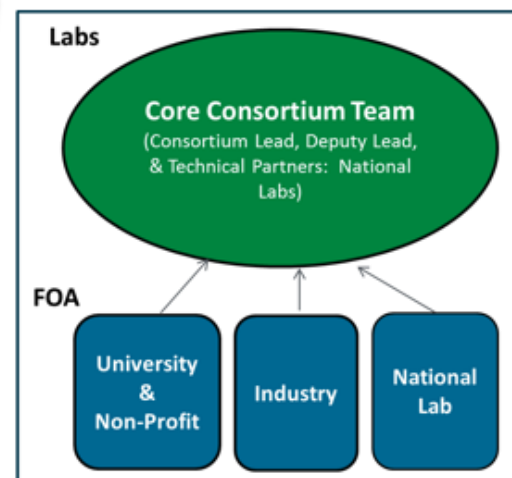 Labs
Core Consortium Team
(Consortium Lead, Deputy Lead,
& Technical Partners: National
Labs)
FOA
University
&
Non-Profit
Industry
National
Lab